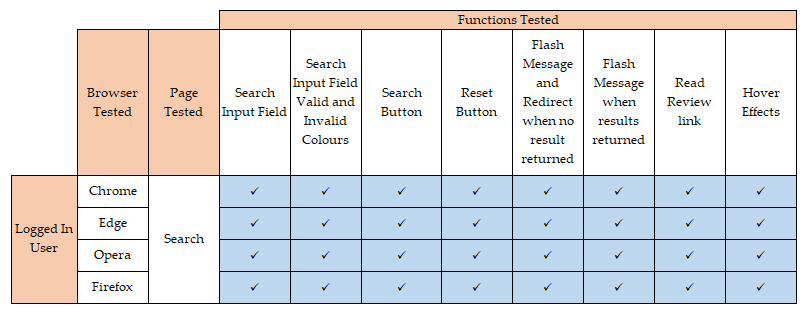 Functions Tested
Browser
Tested
Page
Tested
Search
Input Field
Search
Input Field
Valid and
Invalid
Colours
Search
Button
Reset
Button
Flash
Message
and
Redirect
when no
result
returned
Flash
Message
when
results
returned
Read
Review
link
Hover
Effects
Logged In
User
Chrome
Search
✓ ✓ ✓ ✓ ✓ ✓ ✓ ✓
Edge
✓ ✓ ✓ ✓ ✓ ✓ ✓ ✓
Opera
✓ ✓ ✓ ✓ ✓ ✓ ✓ ✓
Firefox
✓ ✓ ✓ ✓ ✓ ✓ ✓ ✓